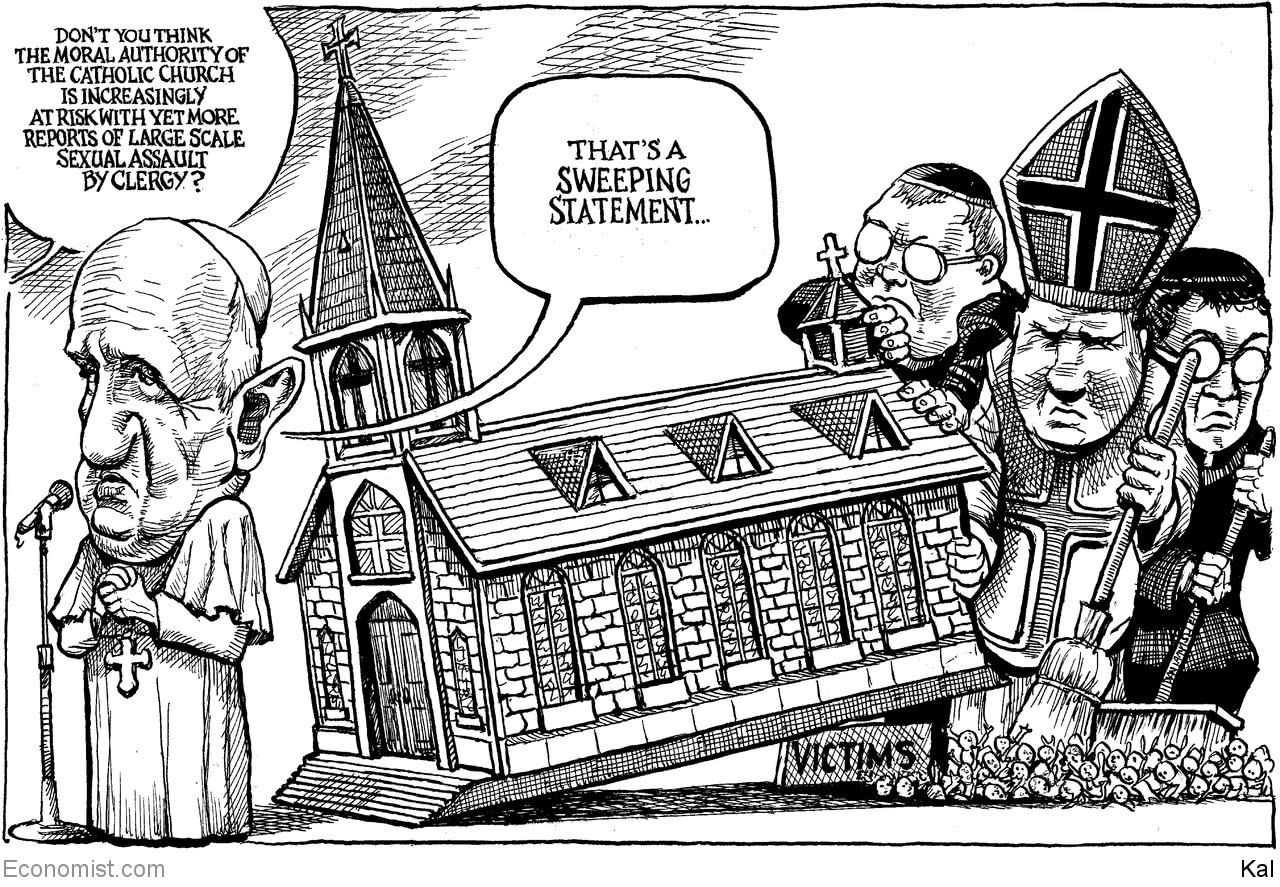 DON'T YOU THINK
THE MORAL AUTHORITY OF
THE CATHOLIC CHURCH
IS INCREASINGLY
AT RISK WITH YET MORE
REPORTS OF LARGE SCALE
SEXUAL ASSAULT
BY CLERGY?
THAT'S A
SWEEPING
STATEMENT...
VICTIMS
Economist.com
Kal